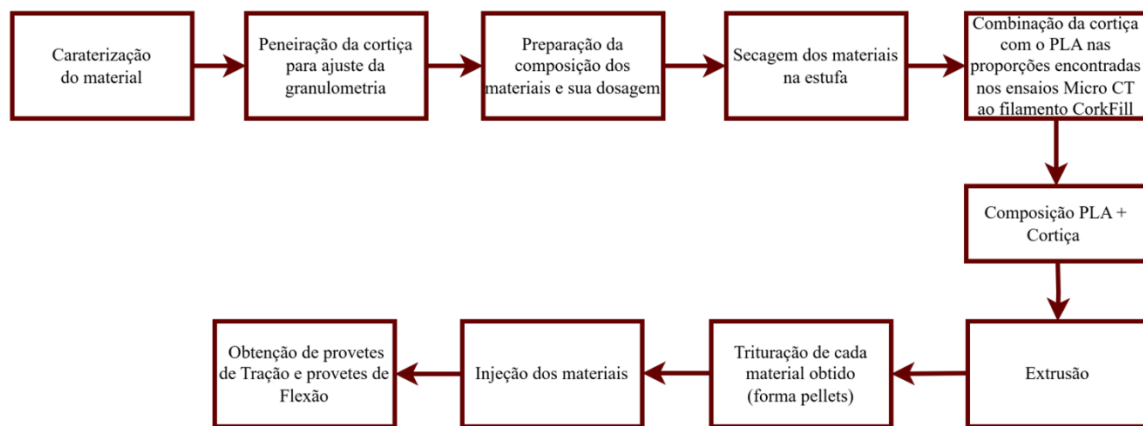 Caraterização
do material
Peneiração da cortiça
para ajuste da
granulometria
Preparação da
composição dos
materiais e sua dosagem
Secagem dos materiais
na estufa
Combinação da cortiça
com o PLA nas
proporções encontradas
nos ensaios Micro CT
ao filamento CorkFill
Composição PLA +
Cortiça
Extrusão
Trituração de cada
material obtido
(forma pellets)
Injeção dos materiais
Obtenção de provetes
de Tração e provetes de
Flexão